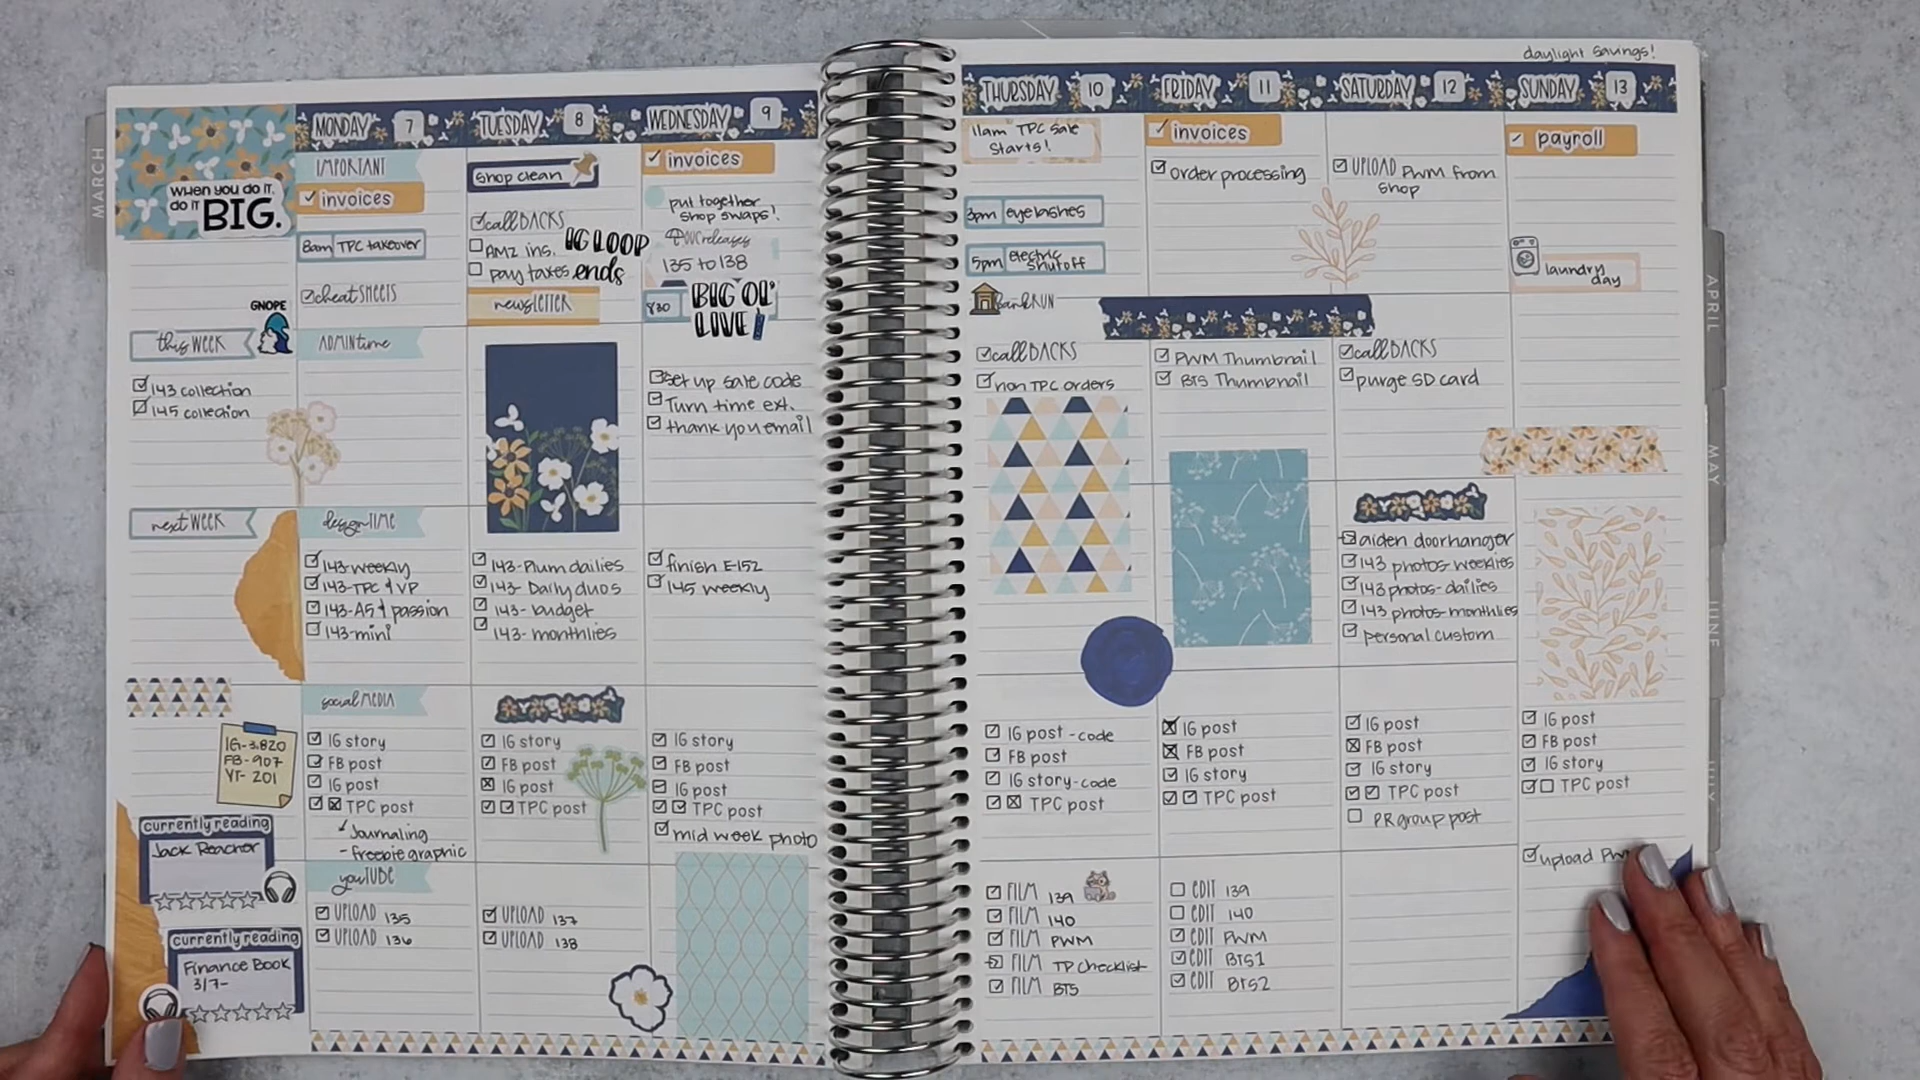 MARCH
When you do it,
do it BIG.
GNOPE
this WEEK
143 collection
145 collection
next WEEK
IG-3,820
FB-907
YT-201
currently reading
Jack Reacher
currently reading
Finance Book
3/7-
MONDAY 7
IMPORTANT
invoices
8am TPC takeover
cheat SHEETS
ADMIN time
design TIME
143-weekly
143-TPC & VP
143-A5 & passion
143-mini
social MEDIA
IG story
FB post
IG post
TPC post
Journaling
- freebie graphic
youTUBE
UPLOAD 135
UPLOAD 136
TUESDAY 8
shop clean
call BACKS
AMZ ins.
pay taxes
IG LOOP
ends
newsLETTER
143-Plum dailies
143- Daily duos
143- budget
143- monthlies
IG story
FB post
IG post
TPC post
UPLOAD 137
UPLOAD 138
WEDNESDAY 9
invoices
put together
shop swaps!
releases
135 to 138
830
BIG OL'
LIVE!
set up sale code
Turn time ext.
thank you email
finish E-152
145 weekly
IG story
FB post
IG post
TPC post
mid week photo
daylight savings!
THURSDAY 10
11am TPC Sale
Starts!
3pm eyelashes
5pm electric
shutoff
bank RUN
call BACKS
non TPC orders
IG post - code
FB post
IG story-code
TPC post
FILM 139
FILM 140
FILM PWM
FILM TP checklist
FILM BTS
FRIDAY 11
invoices
order processing
PWM Thumbnail
BTS Thumbnail
IG post
FB post
IG story
TPC post
EDIT 139
EDIT 140
EDIT PWM
EDIT BTS1
EDIT BTS2
SATURDAY 12
UPLOAD PWM from
shop
call BACKS
purge SD card
aiden doorhanger
143 photos-weeklies
143 photos-dailies
143 photos-monthlies
personal custom
IG post
FB post
IG story
TPC post
PR group post
SUNDAY 13
payroll
laundry
day
IG post
FB post
IG story
TPC post
upload
APRIL
MAY
JUNE
JULY